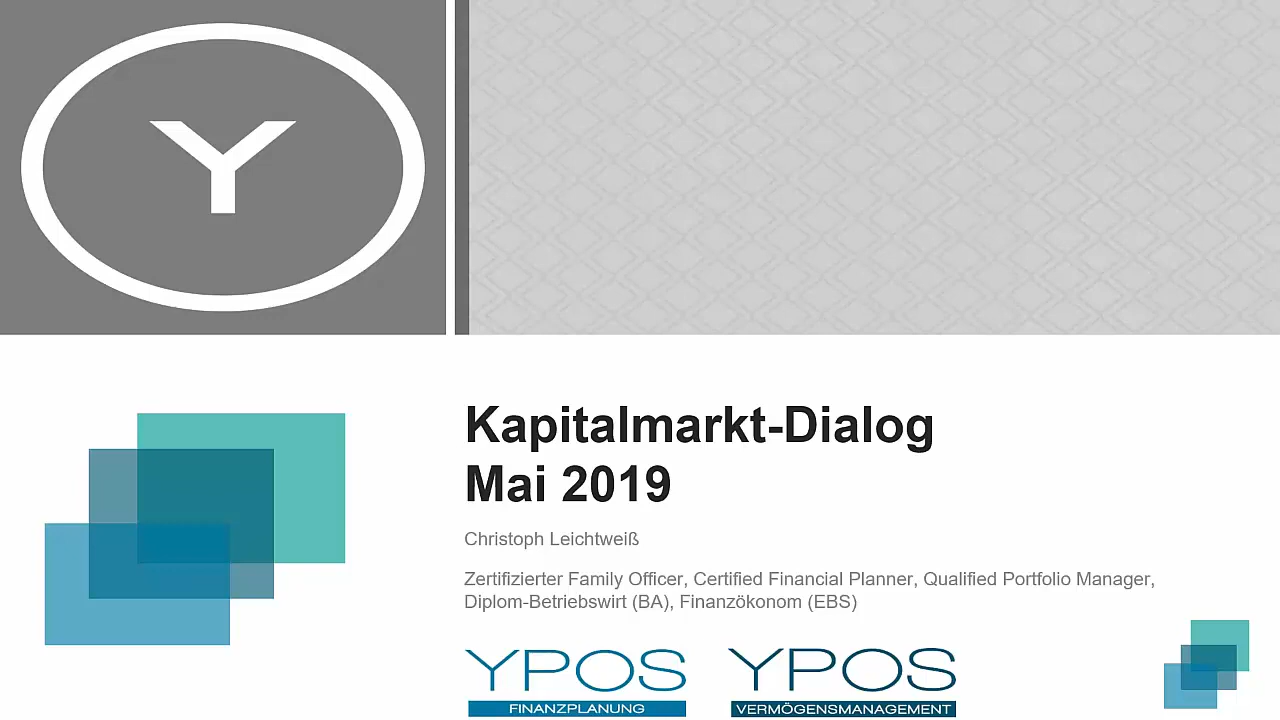 Y
Kapitalmarkt-Dialog
Mai 2019
Christoph Leichtweiß
Zertifizierter Family Officer, Certified Financial Planner, Qualified Portfolio Manager,
Diplom-Betriebswirt (BA), Finanzökonom (EBS)
YPOS YPOS
FINANZPLANUNG VERMÖGENSMANAGEMENT